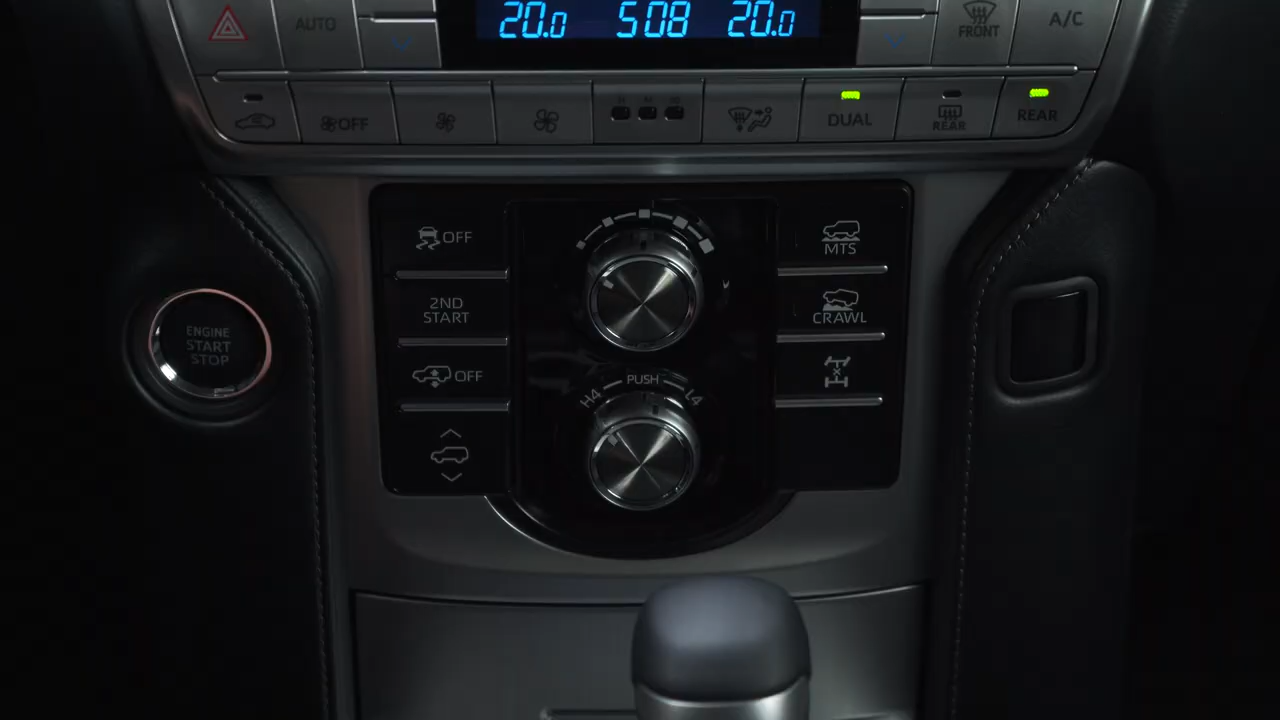 20.0 5:08 20.0
AUTO
FRONT
A/C
OFF
DUAL
REAR
REAR
OFF
2ND
START
OFF
MTS
CRAWL
PUSH
H4
L4
ENGINE
START
STOP